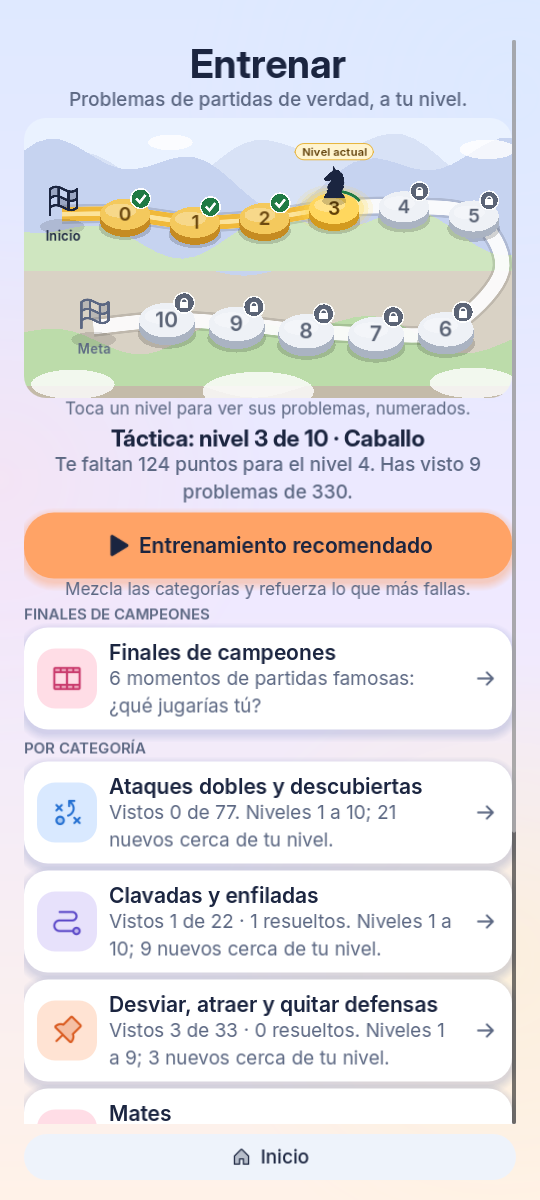 Entrenar
Problemas de partidas de verdad, a tu nivel.
Nivel actual
Inicio
0
1
2
3
4
5
Meta
10
9
8
7
6
Toca un nivel para ver sus problemas, numerados.
Táctica: nivel 3 de 10 · Caballo
Te faltan 124 puntos para el nivel 4. Has visto 9
problemas de 330.
Entrenamiento recomendado
Mezcla las categorías y refuerza lo que más fallas.
FINALES DE CAMPEONES
Finales de campeones
6 momentos de partidas famosas:
¿qué jugarías tú?
POR CATEGORÍA
Ataques dobles y descubiertas
Vistos 0 de 77. Niveles 1 a 10; 21
nuevos cerca de tu nivel.
Clavadas y enfiladas
Vistos 1 de 22 · 1 resueltos. Niveles 1 a
10; 9 nuevos cerca de tu nivel.
Desviar, atraer y quitar defensas
Vistos 3 de 33 · 0 resueltos. Niveles 1
a 9; 3 nuevos cerca de tu nivel.
Mates
Inicio